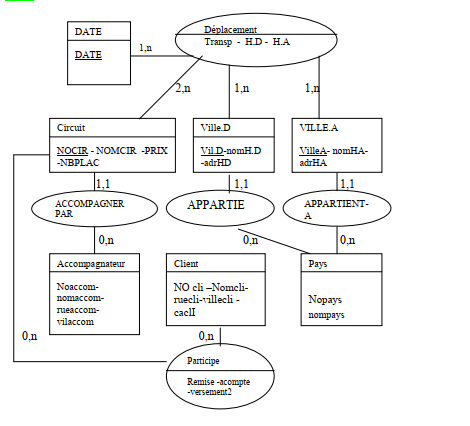 Déplacement
Transp - H.D - H.A
DATE
DATE
1,n
2,n
1,n
1,n
Circuit
NOCIR - NOMCIR -PRIX
-NBPLAC
Ville.D
Vil.D-nomH.D
-adrHD
VILLE.A
VilleA- nomHA-
adrHA
1,1
1,1
1,1
ACCOMPAGNER
PAR
APPARTIE
APPARTIENT-
A
0,n
0,n
0,n
Accompagnateur
Noaccom-
nomaccom-
rueaccom-
vilaccom
Client
NO cli –Nomcli-
ruecli-villecli -
caclI
Pays
Nopays
nompays
0,n
0,n
Participe
Remise -acompte
-versement2